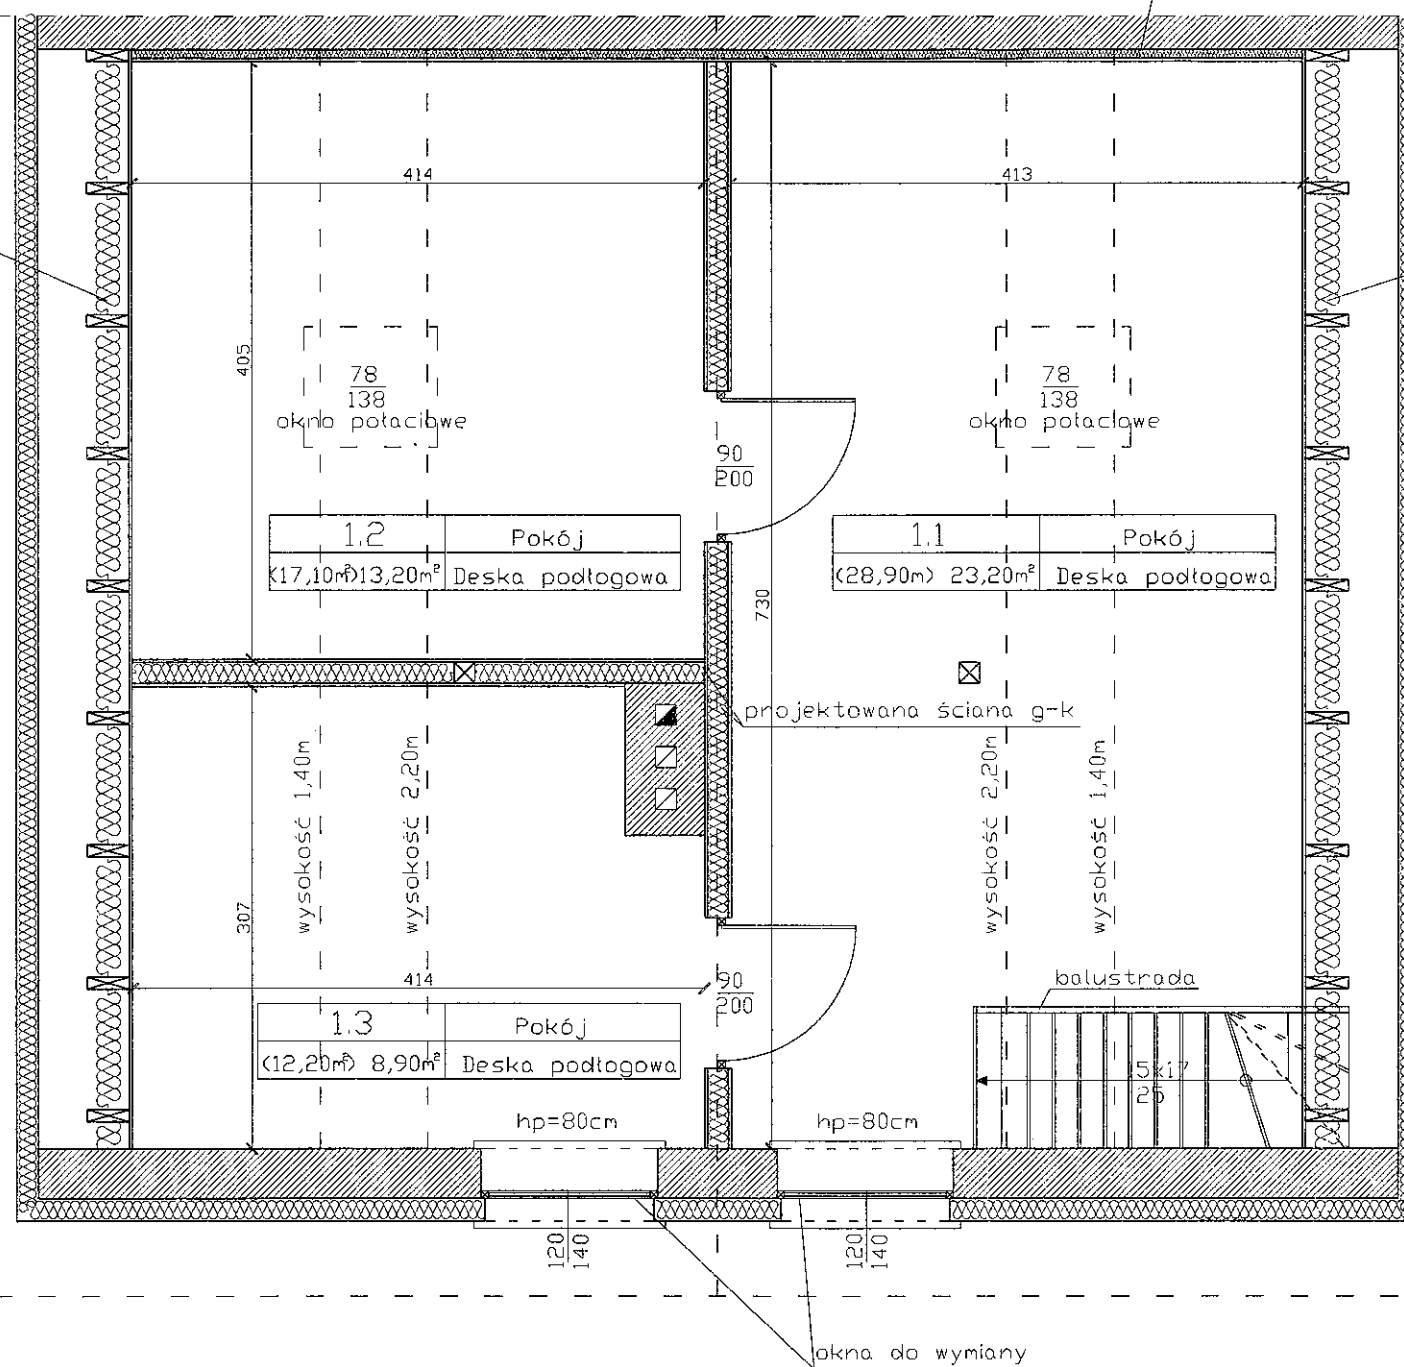 414
413
405
78
138
okno połaciowe
78
138
okno połaciowe
90
200
1.2 Pokój
(17,10m²)13,20m² Deska podłogowa
1.1 Pokój
(28,90m) 23,20m² Deska podłogowa
730
projektowana ściana g-k
wysokość 1,40m
wysokość 2,20m
wysokość 2,20m
wysokość 1,40m
307
414
90
200
balustrada
1.3 Pokój
(12,20m²) 8,90m² Deska podłogowa
25
hp=80cm
hp=80cm
120
140
120
140
okna do wymiany